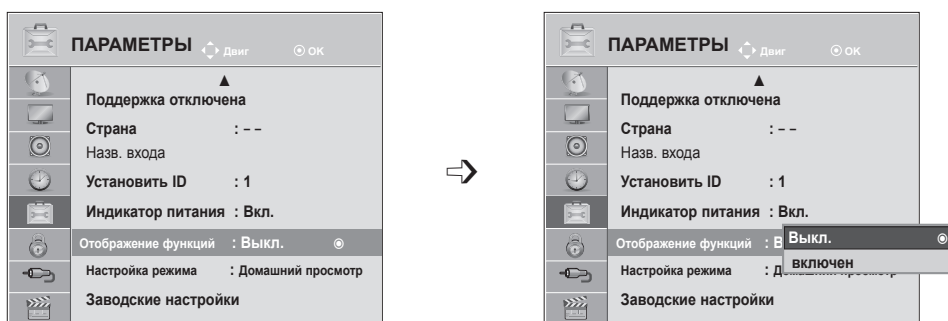 ПАРАМЕТРЫ Двиг OK
Поддержка отключена
Страна : – –
Назв. входа
Установить ID : 1
Индикатор питания : Вкл.
Отображение функций : Выкл.
Настройка режима : Домашний просмотр
Заводские настройки
ПАРАМЕТРЫ Двиг OK
Поддержка отключена
Страна : – –
Назв. входа
Установить ID : 1
Индикатор питания : Вкл.
Отображение функций : В Выкл.
включен
Настройка режима : Домашний просмотр
Заводские настройки